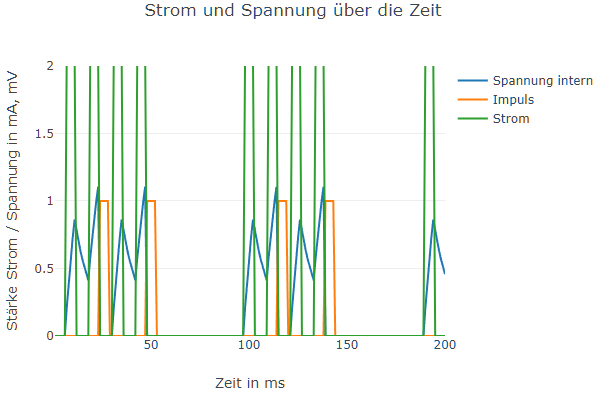 Strom und Spannung über die Zeit
Stärke Strom / Spannung in mA, mV
2
1.5
1
0.5
0
50
100
150
200
Zeit in ms
Spannung intern
Impuls
Strom